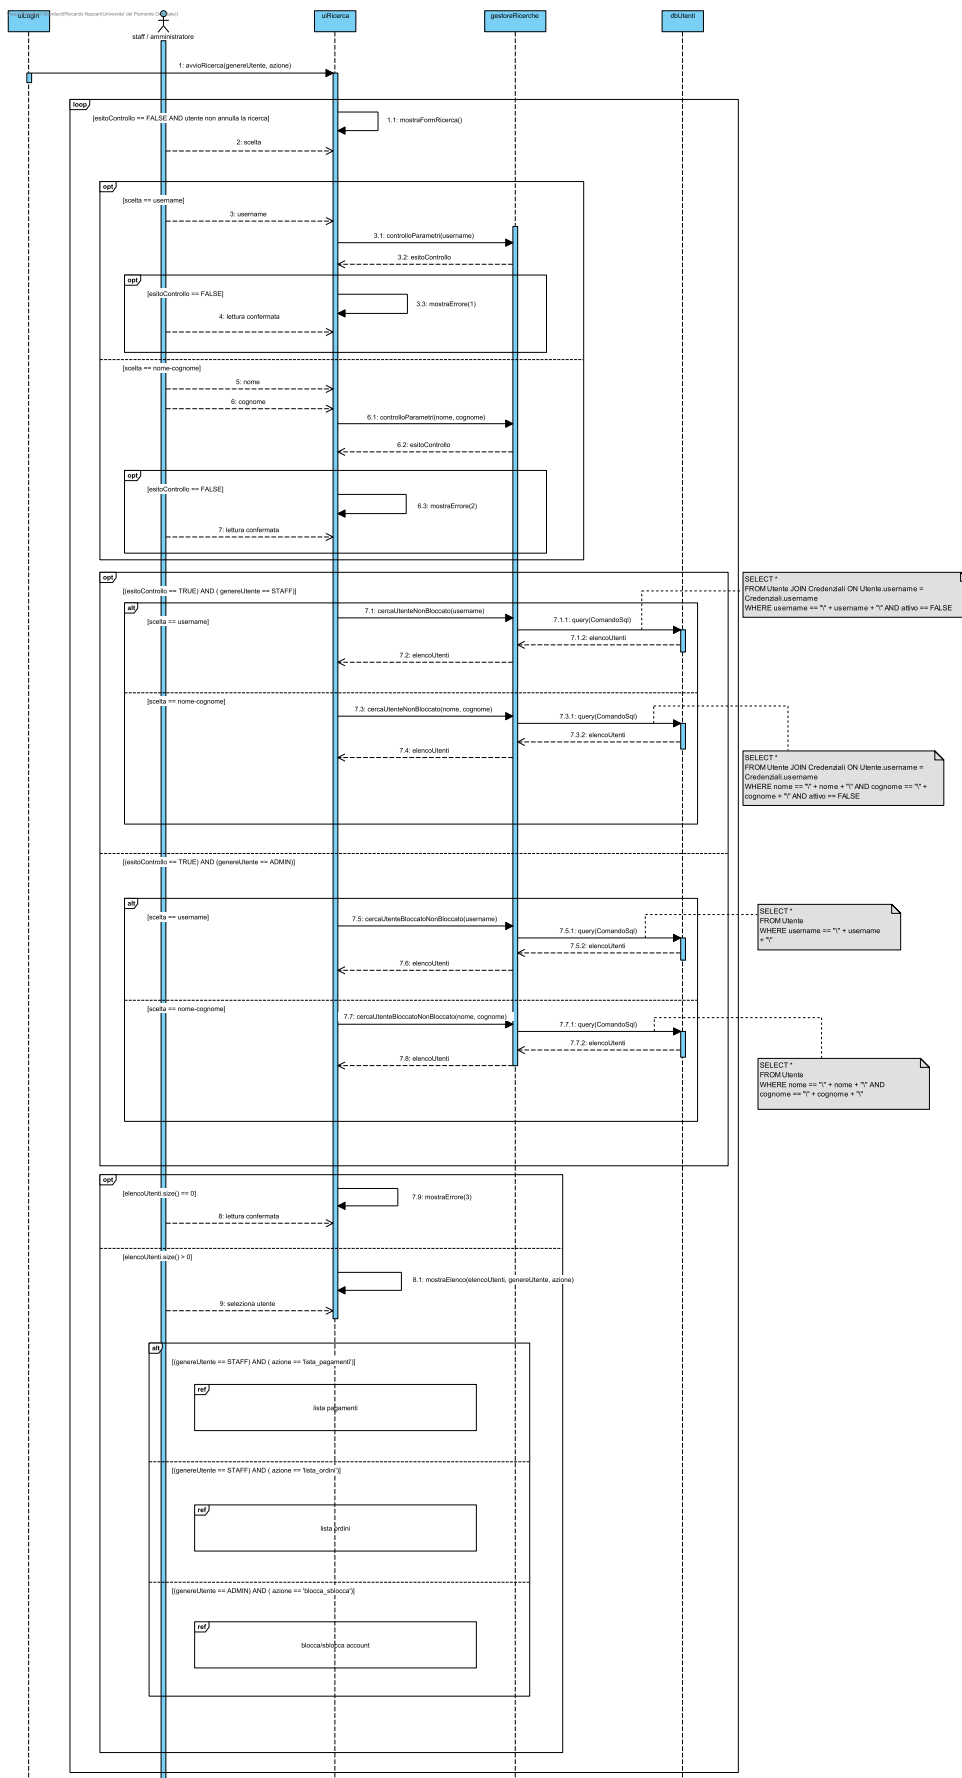 uiLogin
staff / amministratore
uiRicerca
gestoreRicerche
dbUtenti
1: avvioRicerca(genereUtente, azione)
loop
[esitoControllo == FALSE AND utente non annulla la ricerca]
1.1: mostraFormRicerca()
2: scelta
opt
[scelta == username]
3: username
3.1: controlloParametri(username)
3.2: esitoControllo
opt
[esitoControllo == FALSE]
3.3: mostraErrore(1)
4: lettura confermata
[scelta == nome-cognome]
5: nome
6: cognome
6.1: controlloParametri(nome, cognome)
6.2: esitoControllo
opt
[esitoControllo == FALSE]
6.3: mostraErrore(2)
7: lettura confermata
opt
[(esitoControllo == TRUE) AND ( genereUtente == STAFF)]
alt
[scelta == username]
7.1: cercaUtenteNonBloccato(username)
7.1.1: query(ComandoSql)
7.1.2: elencoUtenti
7.2: elencoUtenti
SELECT *
FROM Utente JOIN Credenziali ON Utente.username =
Credenziali.username
WHERE username == "\" + username + "\" AND attivo == FALSE
[scelta == nome-cognome]
7.3: cercaUtenteNonBloccato(nome, cognome)
7.3.1: query(ComandoSql)
7.3.2: elencoUtenti
7.4: elencoUtenti
SELECT *
FROM Utente JOIN Credenziali ON Utente.username =
Credenziali.username
WHERE nome == "\" + nome + "\" AND cognome == "\" +
cognome + "\" AND attivo == FALSE
[(esitoControllo == TRUE) AND (genereUtente == ADMIN)]
alt
[scelta == username]
7.5: cercaUtenteBloccatoNonBloccato(username)
7.5.1: query(ComandoSql)
7.5.2: elencoUtenti
7.6: elencoUtenti
SELECT *
FROM Utente
WHERE username == "\" + username
+ "\"
[scelta == nome-cognome]
7.7: cercaUtenteBloccatoNonBloccato(nome, cognome)
7.7.1: query(ComandoSql)
7.7.2: elencoUtenti
7.8: elencoUtenti
SELECT *
FROM Utente
WHERE nome == "\" + nome + "\" AND
cognome == "\" + cognome + "\"
opt
[elencoUtenti.size() == 0]
7.9: mostraErrore(3)
8: lettura confermata
[elencoUtenti.size() > 0]
8.1: mostraElenco(elencoUtenti, genereUtente, azione)
9: seleziona utente
alt
[(genereUtente == STAFF) AND ( azione == 'lista_pagamenti')]
ref
lista pagamenti
[(genereUtente == STAFF) AND ( azione == 'lista_ordini')]
ref
lista ordini
[(genereUtente == ADMIN) AND ( azione == 'blocca_sblocca')]
ref
blocca/sblocca account